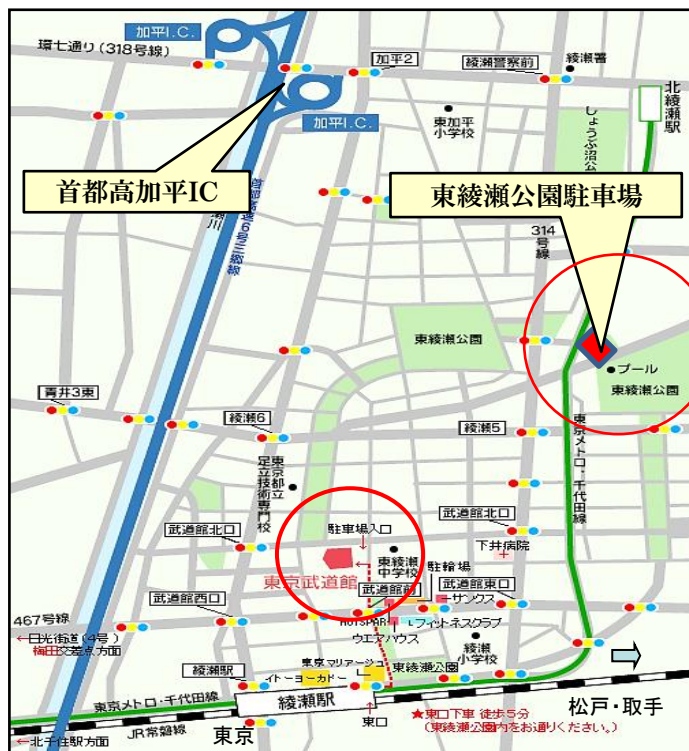 環七通り(318号線)
加平I.C.
加平2
綾瀬警察前
綾瀬署
北綾瀬駅
加平I.C.
東加平
小学校
しょうぶ沼公
首都高加平IC
東綾瀬公園駐車場
首都高速6号三郷線
瀬川
314
号線
東綾瀬公園
プール
東綾瀬公園
青井3東
綾瀬6
綾瀬5
東京メトロ・千代田線
東京都立
足立技術専門校
武道館北口
駐車場入口
武道館北口
下井病院
東綾瀬
中学校
駐輪場
東京武道館
武道館前
武道館東口
サンクス
武道館西口
467号線
HOTSPAR
フィットネスクラブ
ウエアハウス
←日光街道(4号)
梅田交差点方面
綾瀬
小学校
綾瀬駅
東京マリアージュ
イトーヨーカドー
東綾瀬公園
東京メトロ・千代田線
綾瀬駅
松戸・取手
JR常磐線
東京
東口
★東口下車 徒歩5分
(東綾瀬公園内をお通りください。)
←北千住駅方面